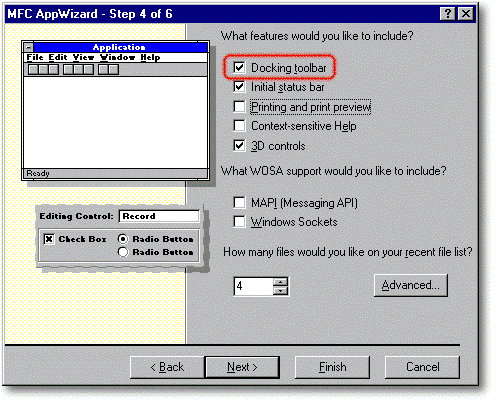 MFC AppWizard - Step 4 of 6
Application
File Edit View Window Help
Ready
Editing Control: Record
Check Box
Radio Button
Radio Button
What features would you like to include?
Docking toolbar
Initial status bar
Printing and print preview
Context-sensitive Help
3D controls
What WOSA support would you like to include?
MAPI (Messaging API)
Windows Sockets
How many files would you like on your recent file list?
4
Advanced...
< Back
Next >
Finish
Cancel